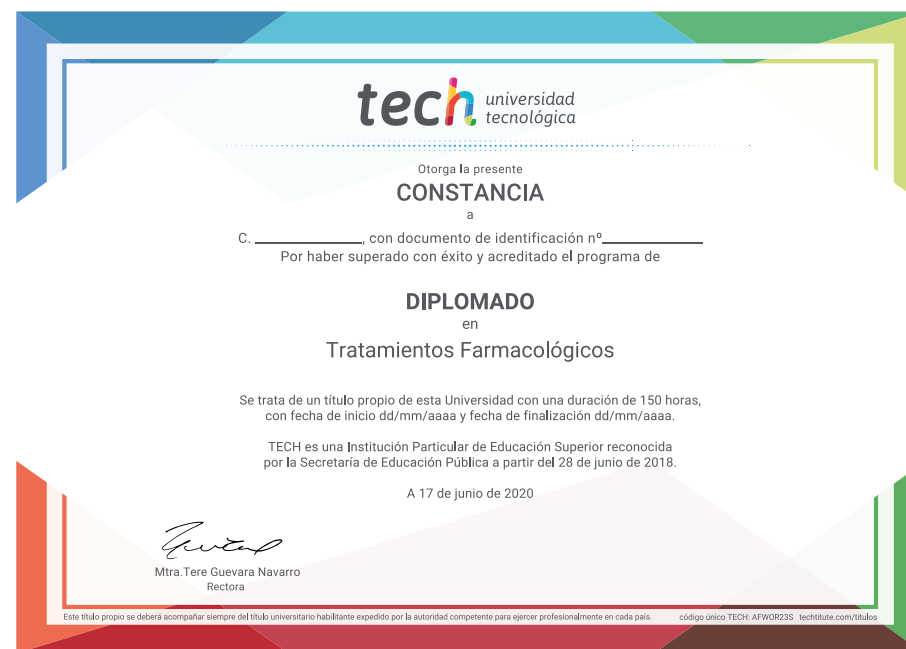 tech universidad
tecnológica
Otorga la presente
CONSTANCIA
a
C. ______________, con documento de identificación nº_____________
Por haber superado con éxito y acreditado el programa de
DIPLOMADO
en
Tratamientos Farmacológicos
Se trata de un título propio de esta Universidad con una duración de 150 horas,
con fecha de inicio dd/mm/aaaa y fecha de finalización dd/mm/aaaa.
TECH es una Institución Particular de Educación Superior reconocida
por la Secretaría de Educación Pública a partir del 28 de junio de 2018.
A 17 de junio de 2020
Mtra.Tere Guevara Navarro
Rectora
Este título propio se deberá acompañar siempre del título universitario habilitante expedido por la autoridad competente para ejercer profesionalmente en cada país. código único TECH: AFWOR23S techtitute.com/titulos